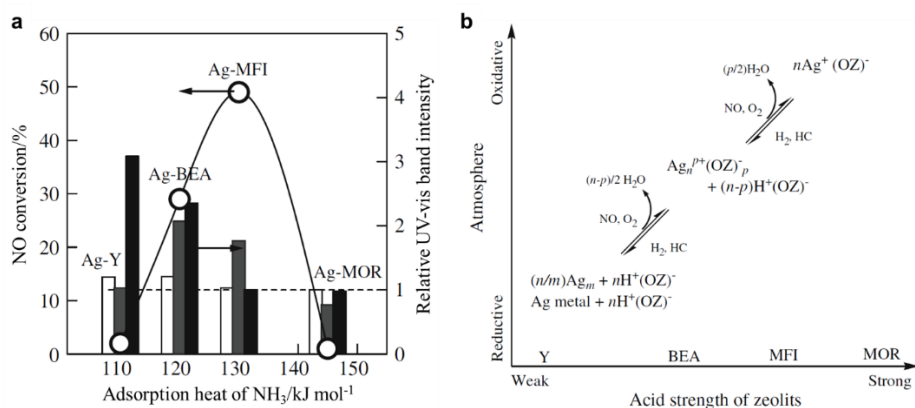 a
NO conversion/%
60
50
40
30
20
10
0
Ag-MFI
Ag-BEA
Ag-Y
Ag-MOR
5
4
3
2
1
0
Relative UV-vis band intensity
110 120 130 140 150
Adsorption heat of NH₃/kJ mol⁻¹
b
Atmosphere
Oxidative
Reductive
(p/2)H₂O
nAg⁺ (OZ)⁻
NO, O₂
H₂, HC
Agₙᵖ⁺(OZ)⁻ₚ
+ (n-p)H⁺(OZ)⁻
(n-p)/2 H₂O
NO, O₂
H₂, HC
(n/m)Agₘ + nH⁺(OZ)⁻
Ag metal + nH⁺(OZ)⁻
Y BEA MFI MOR
Weak Strong
Acid strength of zeolits